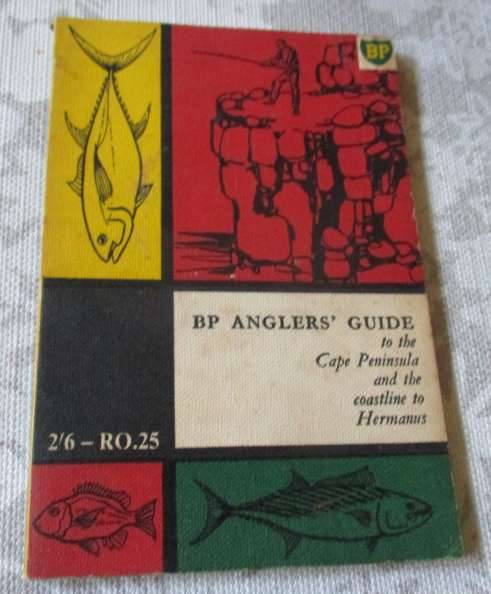 BP
BP ANGLERS' GUIDE
to the
Cape Peninsula
and the
coastline to
Hermanus
2/6 – RO.25